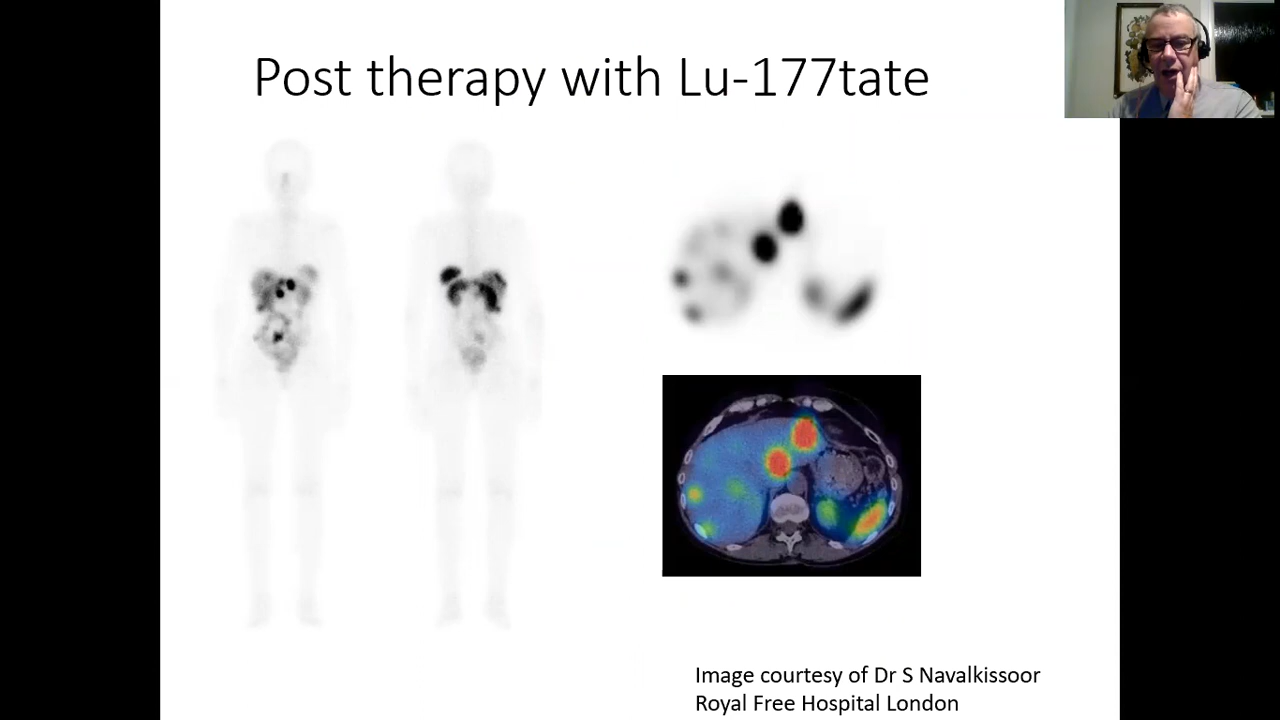 Post therapy with Lu-177tate
Image courtesy of Dr S Navalkissoor
Royal Free Hospital London